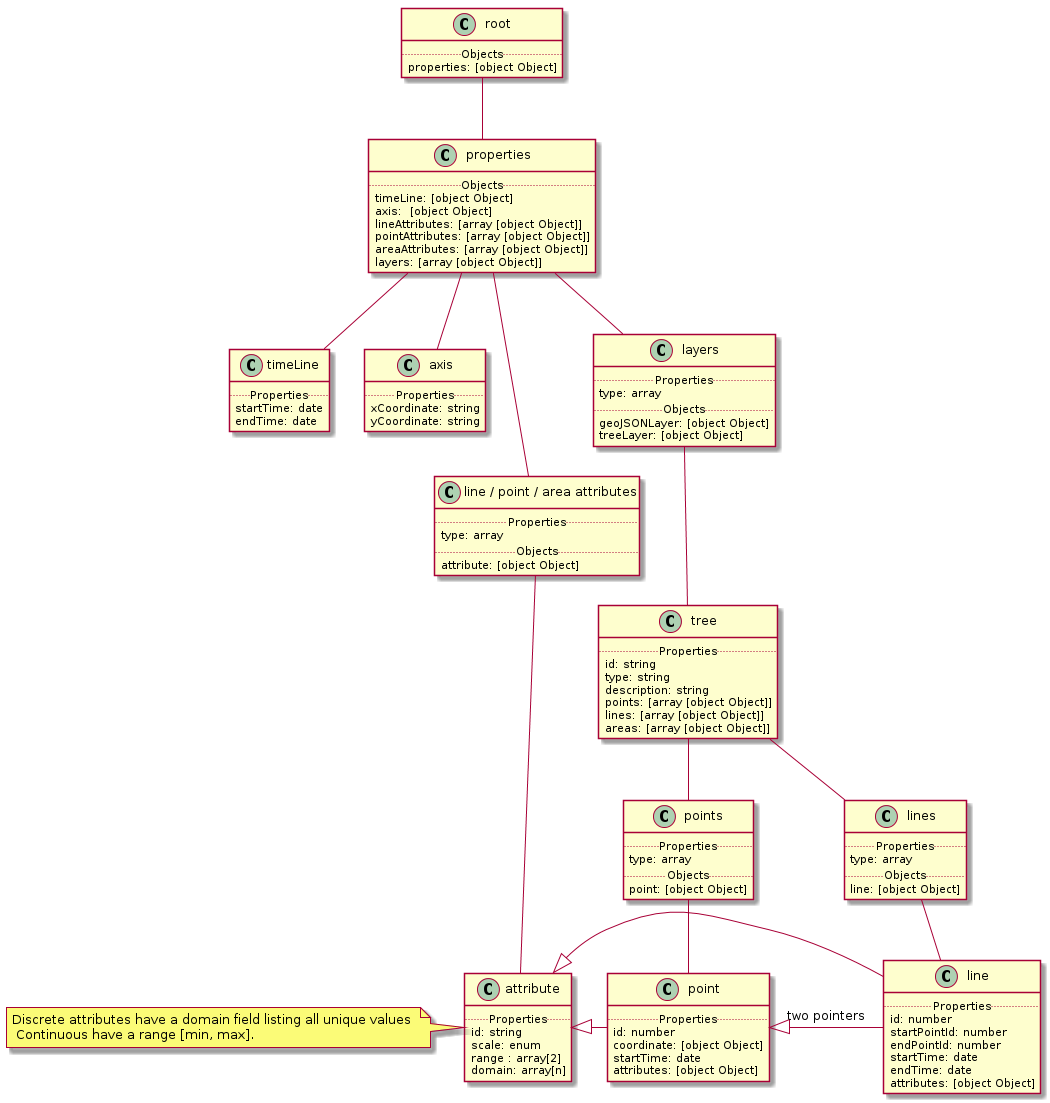 C root
Objects
properties: [object Object]
C properties
Objects
timeLine: [object Object]
axis: [object Object]
lineAttributes: [array [object Object]]
pointAttributes: [array [object Object]]
areaAttributes: [array [object Object]]
layers: [array [object Object]]
C timeLine
Properties
startTime: date
endTime: date
C axis
Properties
xCoordinate: string
yCoordinate: string
C layers
Properties
type: array
Objects
geoJSONLayer: [object Object]
treeLayer: [object Object]
C line / point / area attributes
Properties
type: array
Objects
attribute: [object Object]
C tree
Properties
id: string
type: string
description: string
points: [array [object Object]]
lines: [array [object Object]]
areas: [array [object Object]]
C points
Properties
type: array
Objects
point: [object Object]
C lines
Properties
type: array
Objects
line: [object Object]
Discrete attributes have a domain field listing all unique values
Continuous have a range [min, max].
C attribute
Properties
id: string
scale: enum
range : array[2]
domain: array[n]
C point
Properties
id: number
coordinate: [object Object]
startTime: date
attributes: [object Object]
two pointers
C line
Properties
id: number
startPointId: number
endPointId: number
startTime: date
endTime: date
attributes: [object Object]